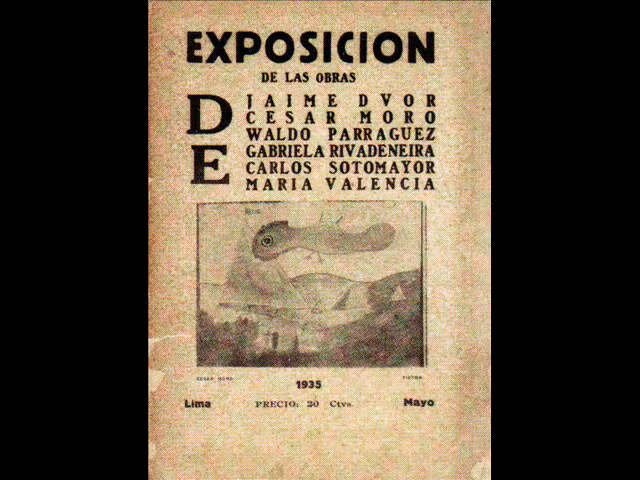 EXPOSICION
DE LAS OBRAS
DE
JAIME DVOR
CESAR MORO
WALDO PARRAGUEZ
GABRIELA RIVADENEIRA
CARLOS SOTOMAYOR
MARIA VALENCIA
CESAR MORO
PINTURA
1935
Lima PRECIO: 20 Ctvs. Mayo